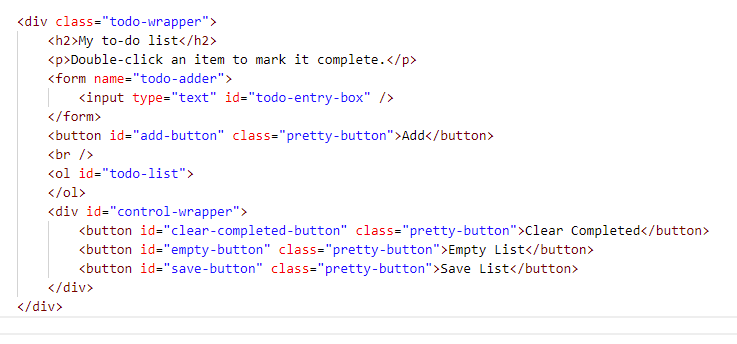 <div class="todo-wrapper">
    <h2>My to-do list</h2>
    <p>Double-click an item to mark it complete.</p>
    <form name="todo-adder">
        <input type="text" id="todo-entry-box" />
    </form>
    <button id="add-button" class="pretty-button">Add</button>
    <br />
    <ol id="todo-list">
    </ol>
    <div id="control-wrapper">
        <button id="clear-completed-button" class="pretty-button">Clear Completed</button>
        <button id="empty-button" class="pretty-button">Empty List</button>
        <button id="save-button" class="pretty-button">Save List</button>
    </div>
</div>